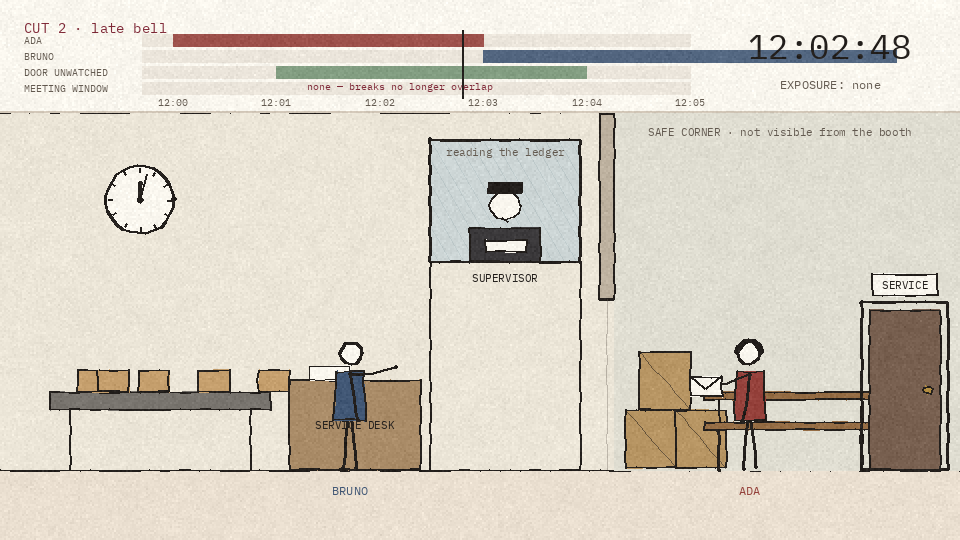 CUT 2 · late bell
ADA
BRUNO
DOOR UNWATCHED
MEETING WINDOW
none — breaks no longer overlap
12:00
12:01
12:02
12:03
12:04
12:05
12:02:48
EXPOSURE: none
SAFE CORNER · not visible from the booth
reading the ledger
SUPERVISOR
SERVICE
SERVICE DESK
BRUNO
ADA